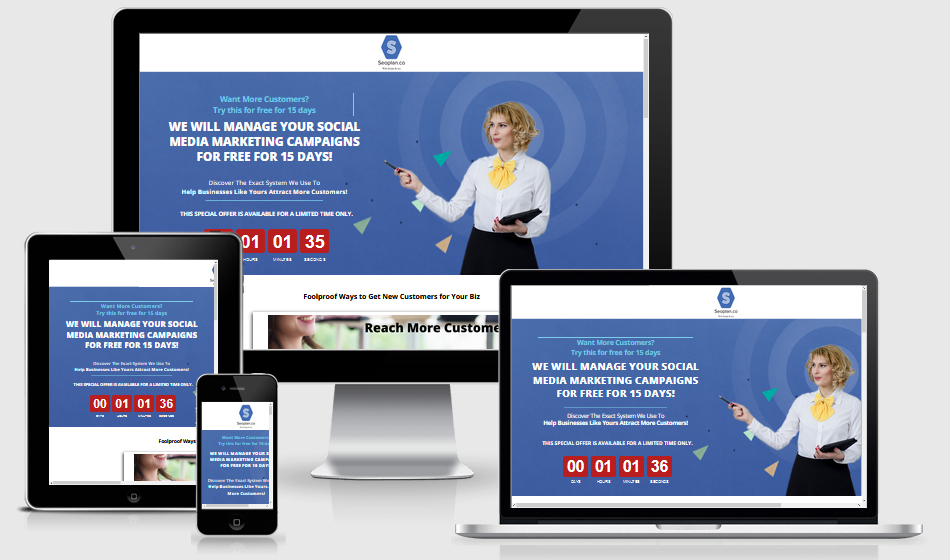 S
Seoplan.co
Want More Customers?
Try this for free for 15 days
WE WILL MANAGE YOUR SOCIAL
MEDIA MARKETING CAMPAIGNS
FOR FREE FOR 15 DAYS!
Discover The Exact System We Use To
Help Businesses Like Yours Attract More Customers!
THIS SPECIAL OFFER IS AVAILABLE FOR A LIMITED TIME ONLY.
01 01 35
HOURS MINUTES SECONDS
Foolproof Ways to Get New Customers for Your Biz
Reach More Custome
Want More Customers?
Try this for free for 15 days
WE WILL MANAGE YOUR SOCIAL
MEDIA MARKETING CAMPAIGNS
FOR FREE FOR 15 DAYS!
Discover The Exact System We Use To
Help Businesses Like Yours Attract More Customers!
THIS SPECIAL OFFER IS AVAILABLE FOR A LIMITED TIME ONLY.
00 01 01 36
DAYS HOURS MINUTES SECONDS
Foolproof Ways
S
Seoplan.co
Want More Customers
Try this for free for 15 da
WE WILL MANAGE YOUR S
MEDIA MARKETING CAMP
FOR FREE FOR 15 DAY
Discover The Exact System We
Help Businesses Like Yours
More Customers!
S
Seoplan.co
Want More Customers?
Try this for free for 15 days
WE WILL MANAGE YOUR SOCIAL
MEDIA MARKETING CAMPAIGNS
FOR FREE FOR 15 DAYS!
Discover The Exact System We Use To
Help Businesses Like Yours Attract More Customers!
THIS SPECIAL OFFER IS AVAILABLE FOR A LIMITED TIME ONLY.
00 01 01 36
DAYS HOURS MINUTES SECONDS